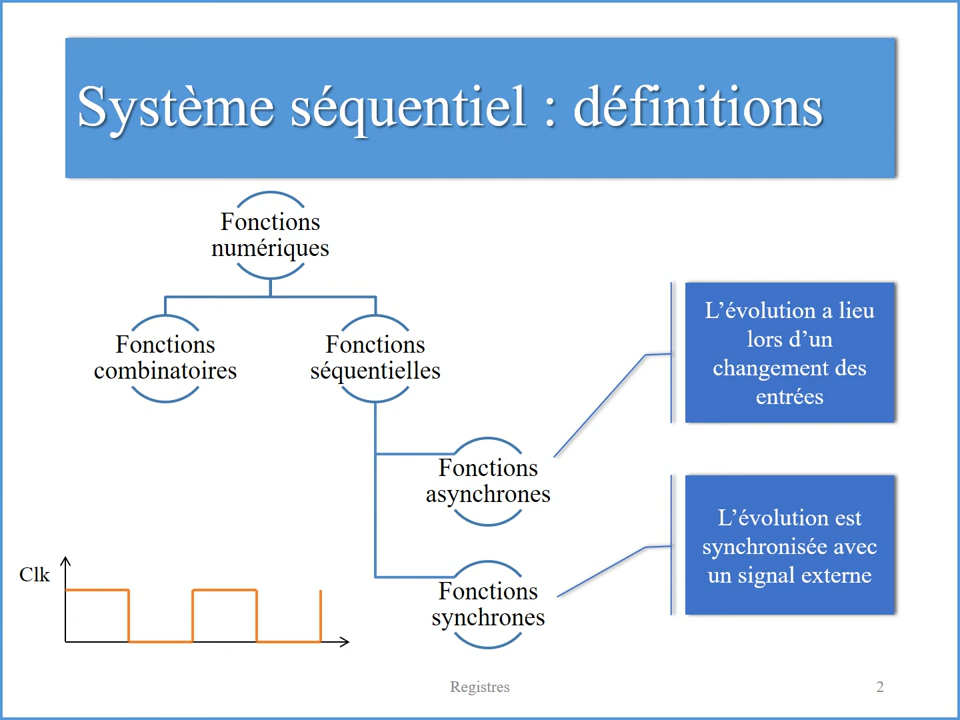 Système séquentiel : définitions
Fonctions
numériques
Fonctions
combinatoires
Fonctions
séquentielles
L’évolution a lieu
lors d’un
changement des
entrées
Fonctions
asynchrones
L’évolution est
synchronisée avec
un signal externe
Fonctions
synchrones
Clk
Registres
2